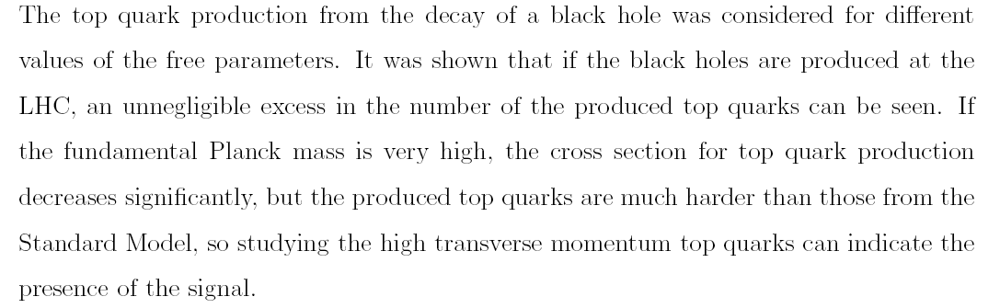 The top quark production from the decay of a black hole was considered for different
values of the free parameters. It was shown that if the black holes are produced at the
LHC, an unnegligible excess in the number of the produced top quarks can be seen. If
the fundamental Planck mass is very high, the cross section for top quark production
decreases significantly, but the produced top quarks are much harder than those from the
Standard Model, so studying the high transverse momentum top quarks can indicate the
presence of the signal.